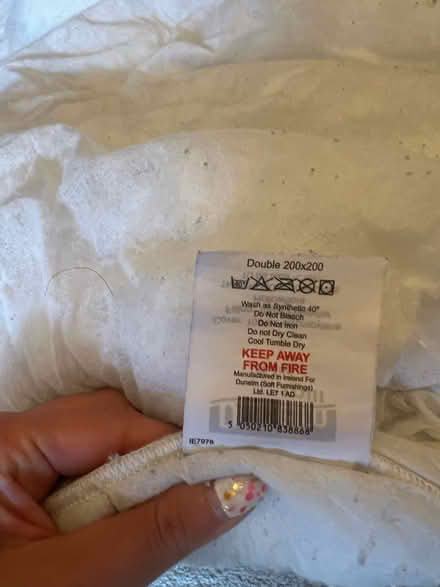 Double 200x200
Wash as Synthetic 40°
Do Not Bleach
Do Not Iron
Do not Dry Clean
Cool Tumble Dry
KEEP AWAY
FROM FIRE
Manufactured in Ireland For
Dunelm (Soft Furnishings)
Ltd. LE7 1AD
5 050210 838868
IE7976